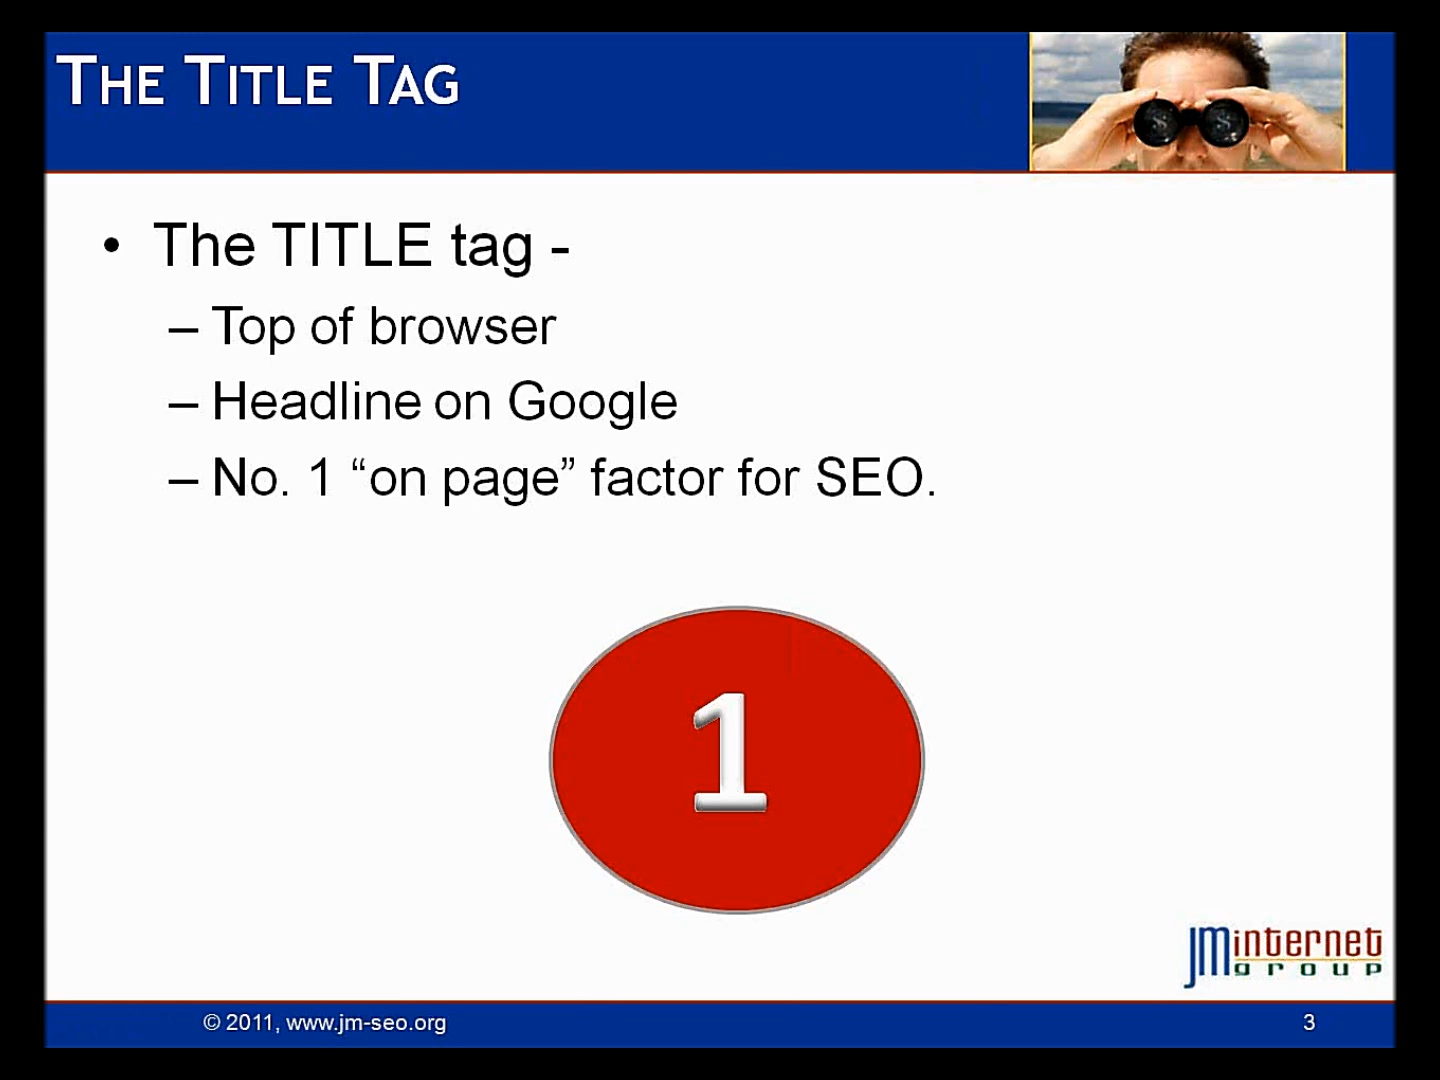 THE TITLE TAG
• The TITLE tag -
– Top of browser
– Headline on Google
– No. 1 “on page” factor for SEO.
1
JMinternet
group
© 2011, www.jm-seo.org
3